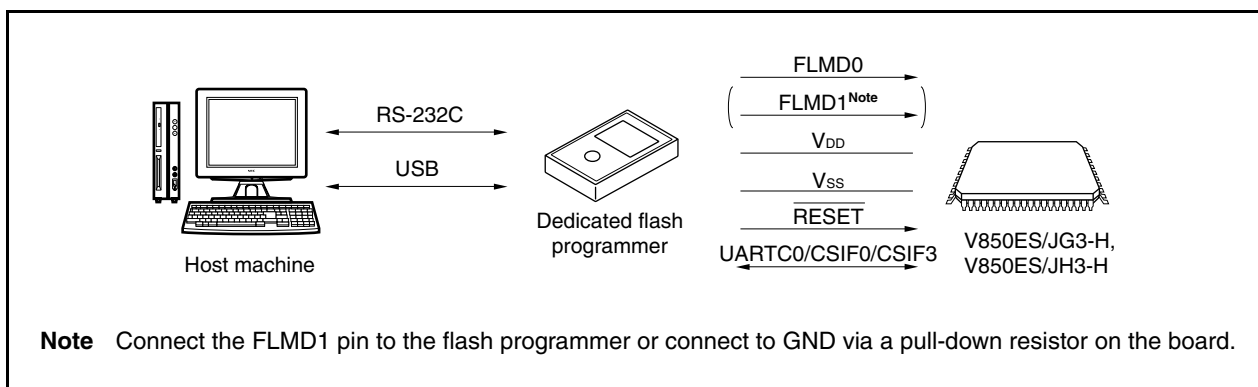 FLMD0
RS-232C
FLMD1Note
VDD
USB
VSS
RESET
Dedicated flash
programmer
UARTC0/CSIF0/CSIF3
V850ES/JG3-H,
V850ES/JH3-H
Host machine
Note Connect the FLMD1 pin to the flash programmer or connect to GND via a pull-down resistor on the board.